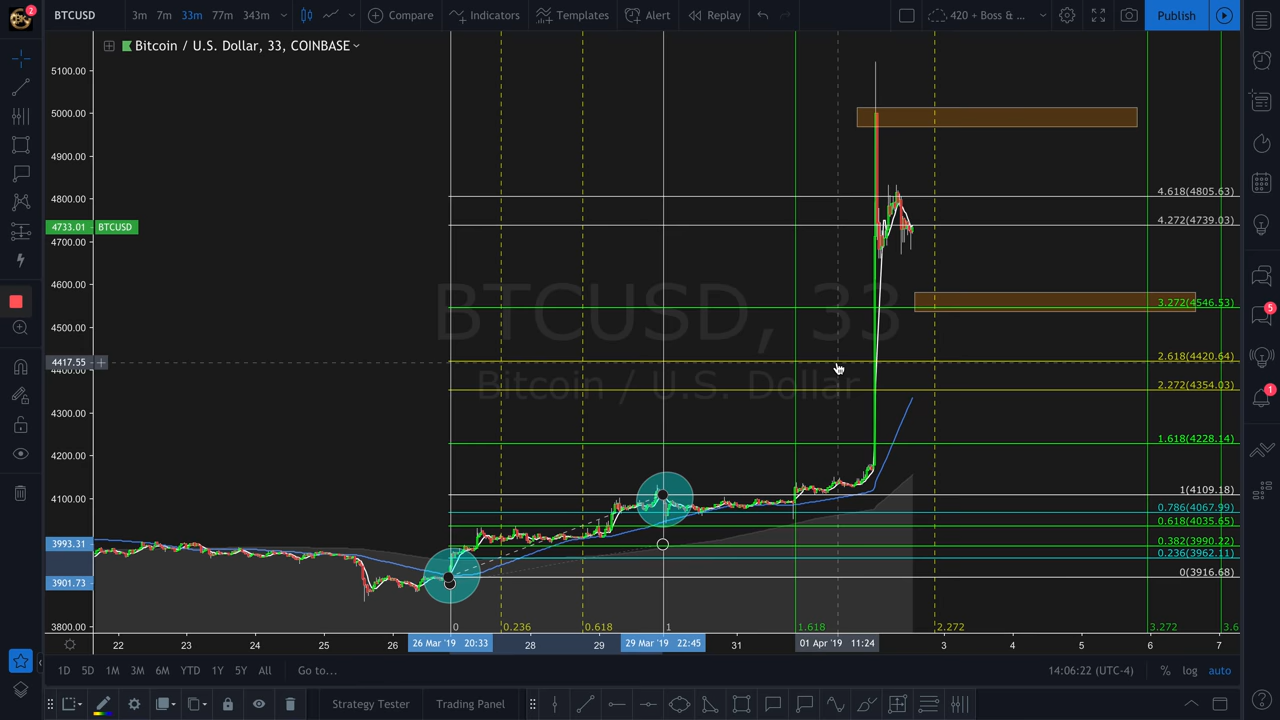 2
BTCUSD
3m 7m 33m 77m 343m
Compare
Indicators
Templates
Alert
Replay
420 + Boss & ...
Publish
Bitcoin / U.S. Dollar, 33, COINBASE
5100.00
5000.00
4900.00
4800.00
4733.01 BTCUSD
4700.00
4600.00
4500.00
4417.55
4400.00
4300.00
4200.00
4100.00
3993.31
3901.73
3800.00
BTCUSD, 33
Bitcoin / U.S. Dollar
4.618(4805.63)
4.272(4739.03)
3.272(4546.53)
2.618(4420.64)
2.272(4354.03)
1.618(4228.14)
1(4109.18)
0.786(4067.99)
0.618(4035.65)
0.382(3990.22)
0.236(3962.11)
0(3916.68)
0 0.236 0.618 1 1.618 2.272 3.272 3.6
22 23 24 25 26 26 Mar '19 20:33 28 29 29 Mar '19 22:45 31 01 Apr '19 11:24 2 3 4 5 6 7
5
1
1D 5D 1M 3M 6M YTD 1Y 5Y All Go to...
14:06:22 (UTC-4) % log auto
Strategy Tester
Trading Panel